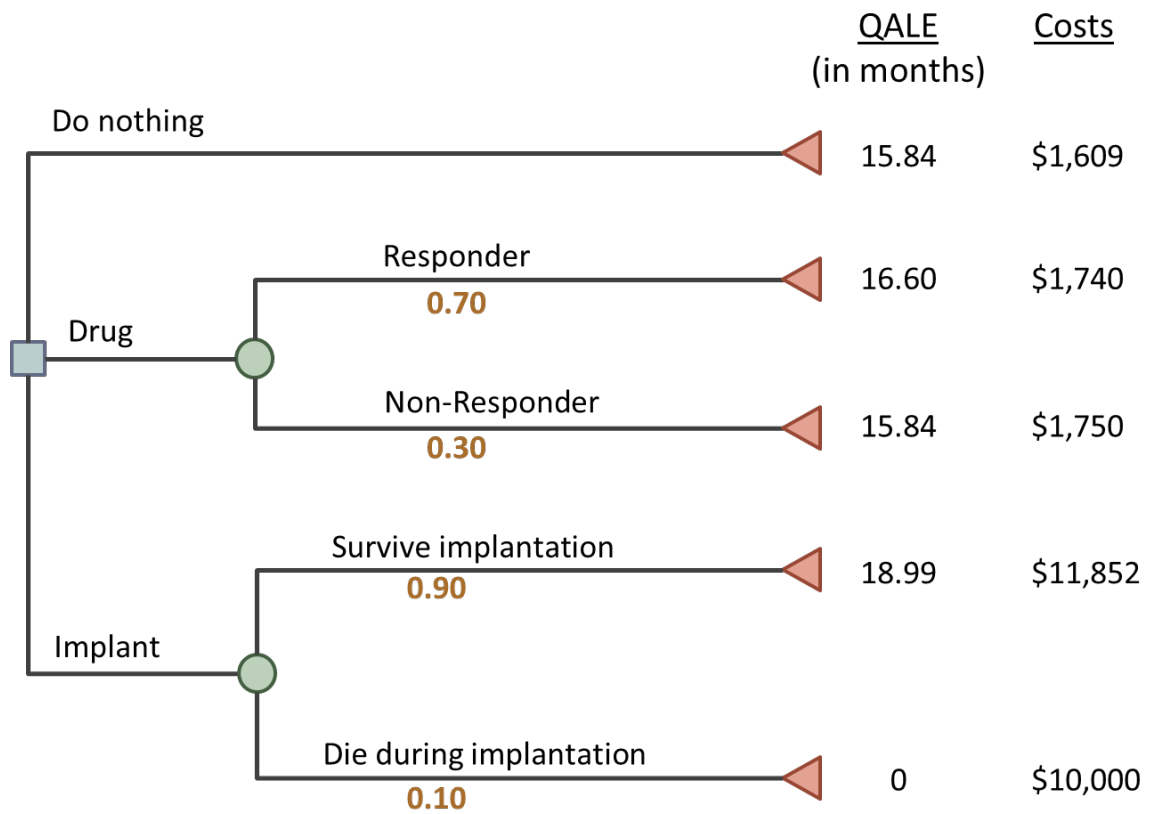 QALE Costs
(in months)
Do nothing
15.84 $1,609
Responder
0.70
16.60 $1,740
Drug
Non-Responder
0.30
15.84 $1,750
Survive implantation
0.90
18.99 $11,852
Implant
Die during implantation
0.10
0 $10,000